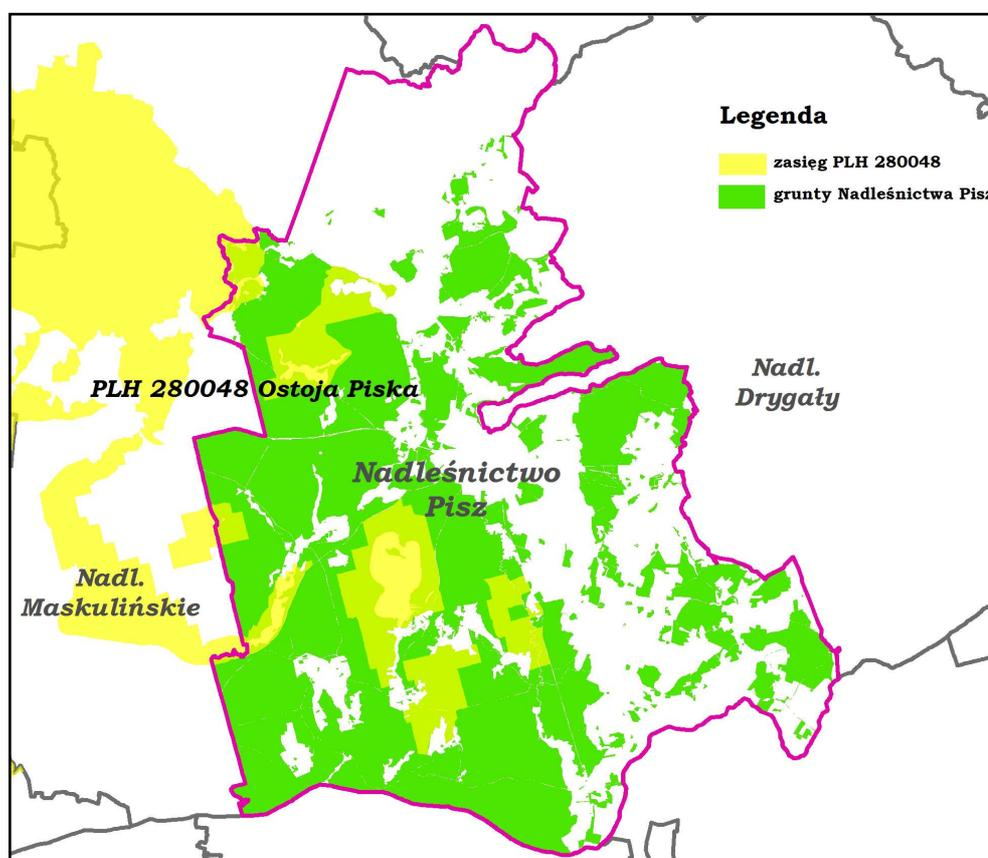 Legenda
zasięg PLH 280048
grunty Nadleśnictwa Pisz
Nadl.
Drygały
PLH 280048 Ostoja Piska
Nadleśnictwo
Pisz
Nadl.
Maskulińskie